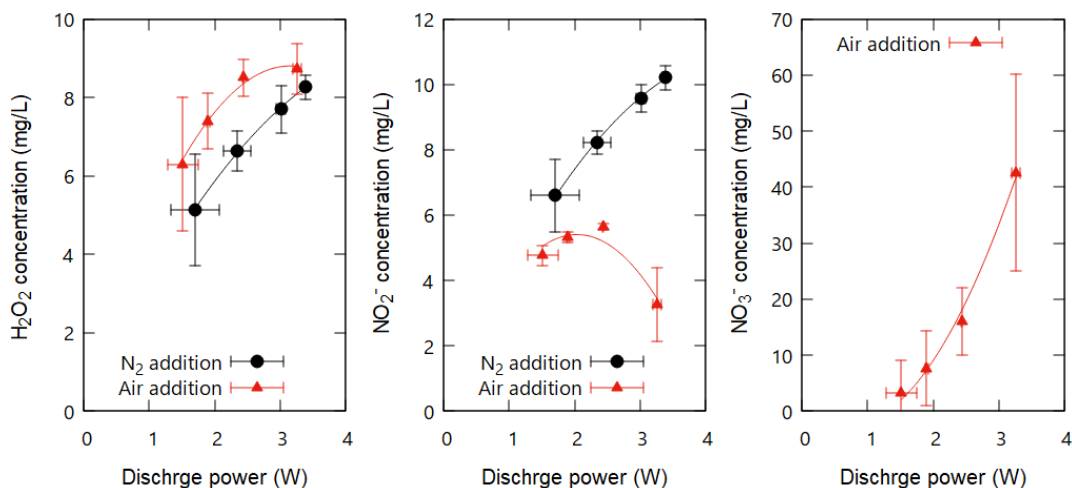 H₂O₂ concentration (mg/L)
10
8
6
4
2
0
N₂ addition
Air addition
0 1 2 3 4
Dischrge power (W)
NO₂⁻ concentration (mg/L)
12
10
8
6
4
2
0
N₂ addition
Air addition
0 1 2 3 4
Dischrge power (W)
NO₃⁻ concentration (mg/L)
70
60
50
40
30
20
10
0
Air addition
0 1 2 3 4
Dischrge power (W)